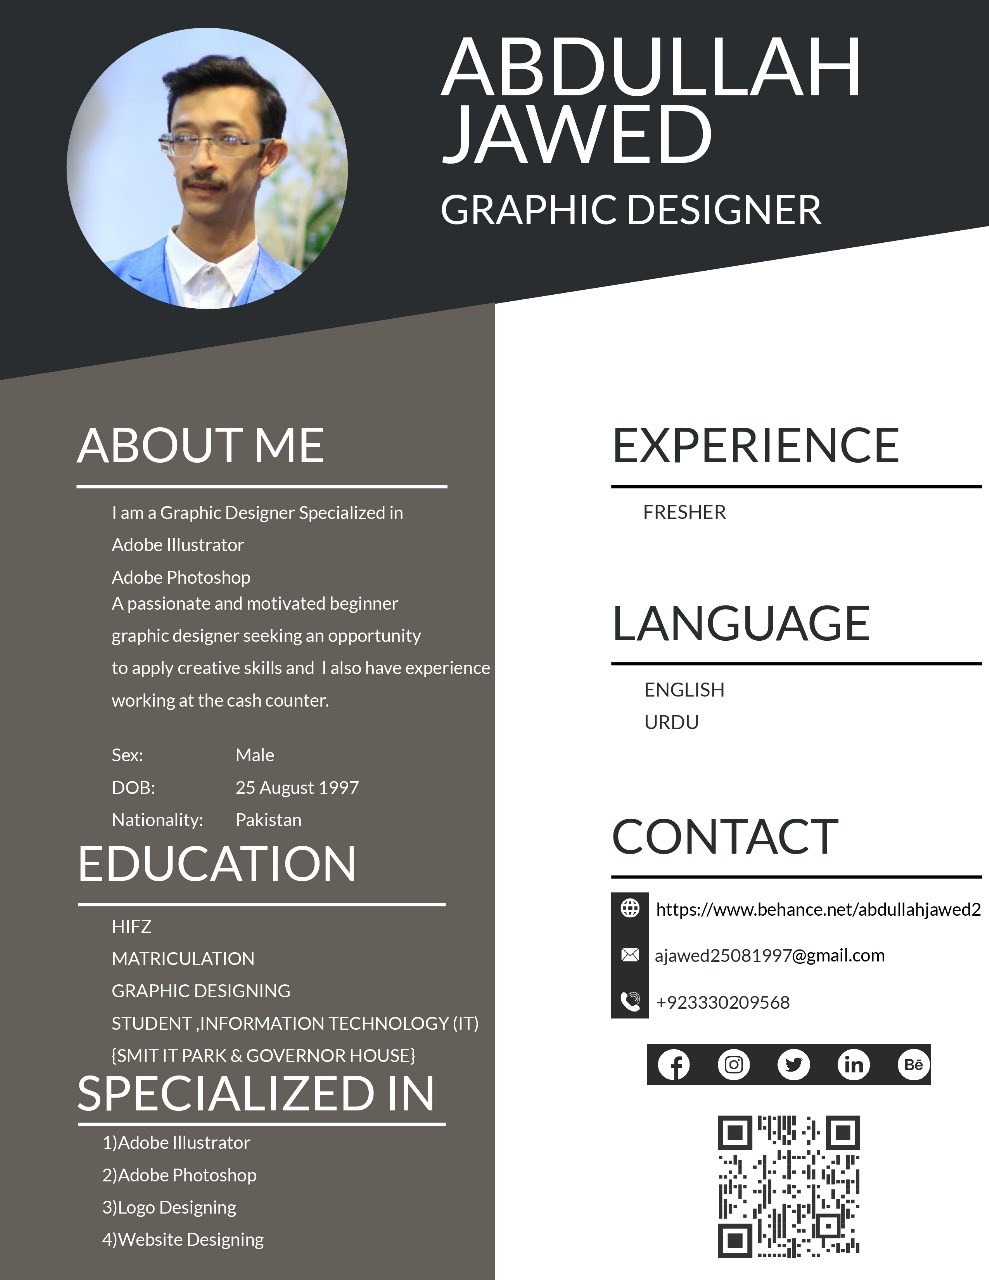 ABDULLAH
JAWED
GRAPHIC DESIGNER
ABOUT ME
I am a Graphic Designer Specialized in
Adobe Illustrator
Adobe Photoshop
A passionate and motivated beginner
graphic designer seeking an opportunity
to apply creative skills and  I also have experience
working at the cash counter.
Sex: Male
DOB: 25 August 1997
Nationality: Pakistan
EDUCATION
HIFZ
MATRICULATION
GRAPHIC DESIGNING
STUDENT ,INFORMATION TECHNOLOGY (IT)
{SMIT IT PARK & GOVERNOR HOUSE}
SPECIALIZED IN
1)Adobe Illustrator
2)Adobe Photoshop
3)Logo Designing
4)Website Designing
EXPERIENCE
FRESHER
LANGUAGE
ENGLISH
URDU
CONTACT
https://www.behance.net/abdullahjawed2
ajawed25081997@gmail.com
+923330209568
f in Bē